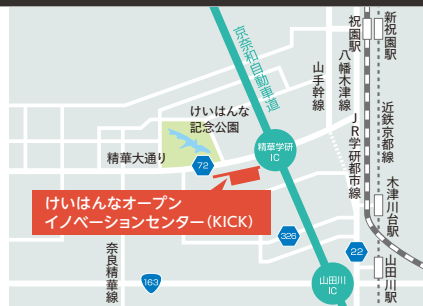 京奈和自動車道
山手幹線
八幡木津線
祝園駅
新祝園駅
JR学研都市線
近鉄京都線
けいはんな
記念公園
精華学研
IC
精華大通り
72
けいはんなオープン
イノベーションセンター(KICK)
木津川台駅
326
22
奈良精華線
163
山田川
IC
山田川駅